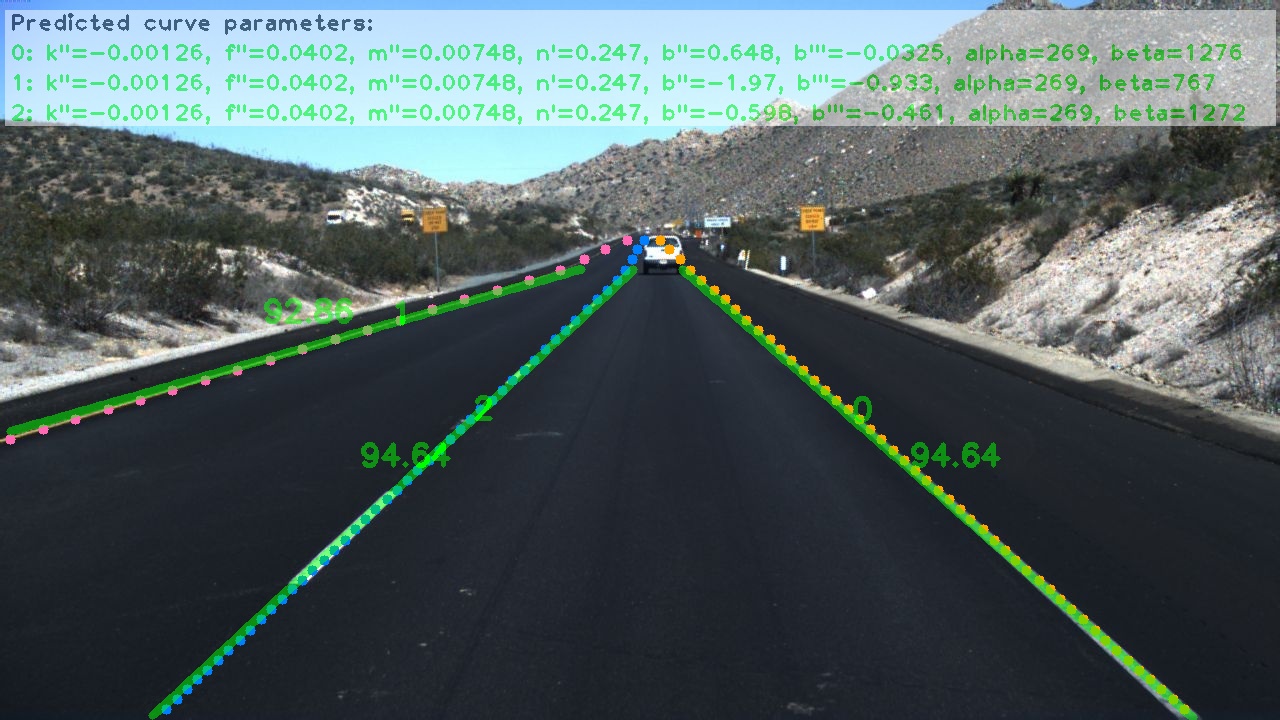 Predicted curve parameters:
0: k''=-0.00126, f''=0.0402, m''=0.00748, n'=0.247, b''=0.648, b'''=-0.0325, alpha=269, beta=1276
1: k''=-0.00126, f''=0.0402, m''=0.00748, n'=0.247, b''=-1.97, b'''=-0.933, alpha=269, beta=767
2: k''=-0.00126, f''=0.0402, m''=0.00748, n'=0.247, b''=-0.598, b'''=-0.461, alpha=269, beta=1272
92.86 1
2 0
94.64 94.64